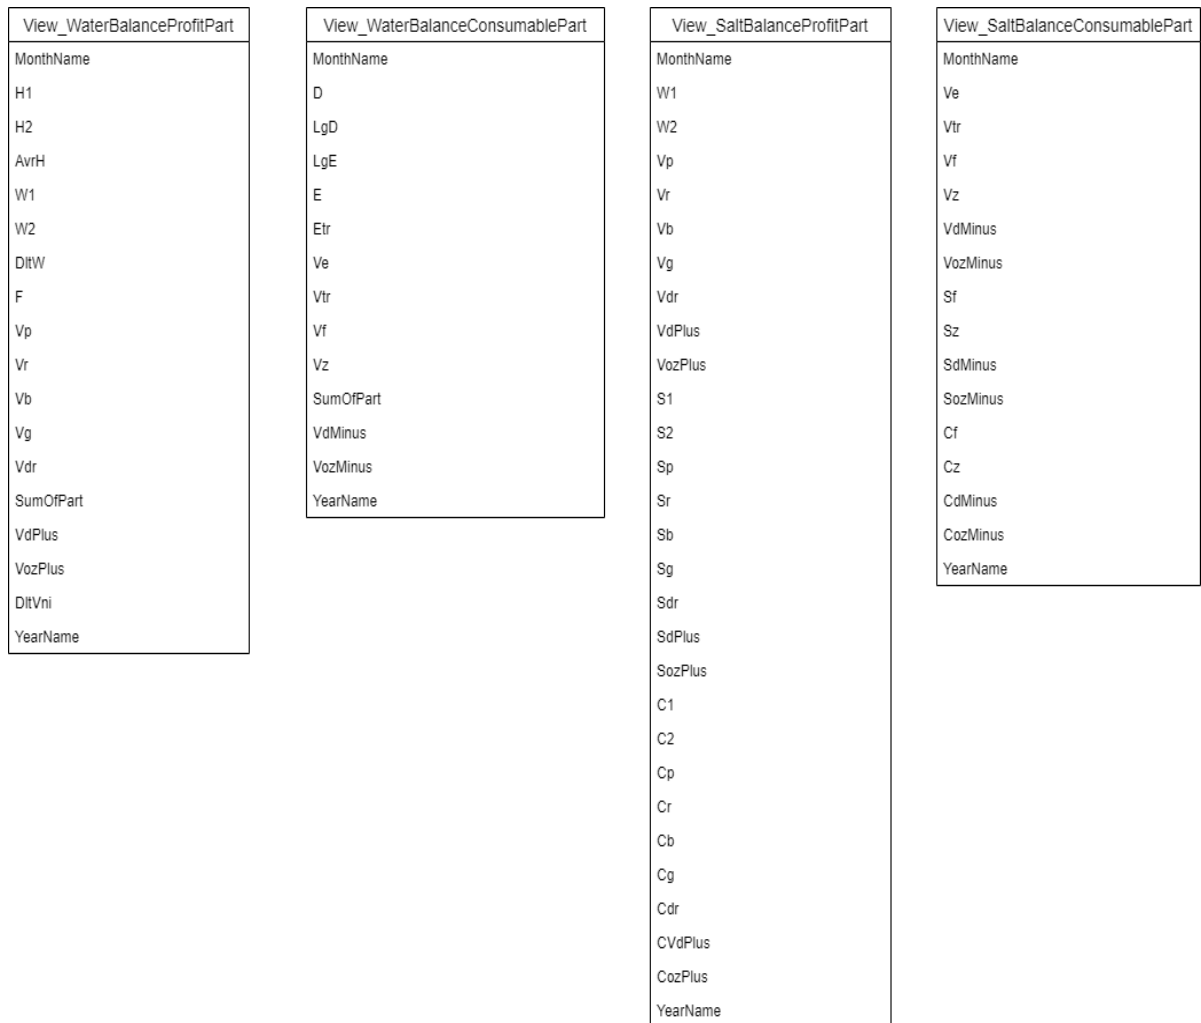 View_WaterBalanceProfitPart
MonthName
H1
H2
AvrH
W1
W2
DltW
F
Vp
Vr
Vb
Vg
Vdr
SumOfPart
VdPlus
VozPlus
DltVni
YearName
View_WaterBalanceConsumablePart
MonthName
D
LgD
LgE
E
Etr
Ve
Vtr
Vf
Vz
SumOfPart
VdMinus
VozMinus
YearName
View_SaltBalanceProfitPart
MonthName
W1
W2
Vp
Vr
Vb
Vg
Vdr
VdPlus
VozPlus
S1
S2
Sp
Sr
Sb
Sg
Sdr
SdPlus
SozPlus
C1
C2
Cp
Cr
Cb
Cg
Cdr
CVdPlus
CozPlus
YearName
View_SaltBalanceConsumablePart
MonthName
Ve
Vtr
Vf
Vz
VdMinus
VozMinus
Sf
Sz
SdMinus
SozMinus
Cf
Cz
CdMinus
CozMinus
YearName